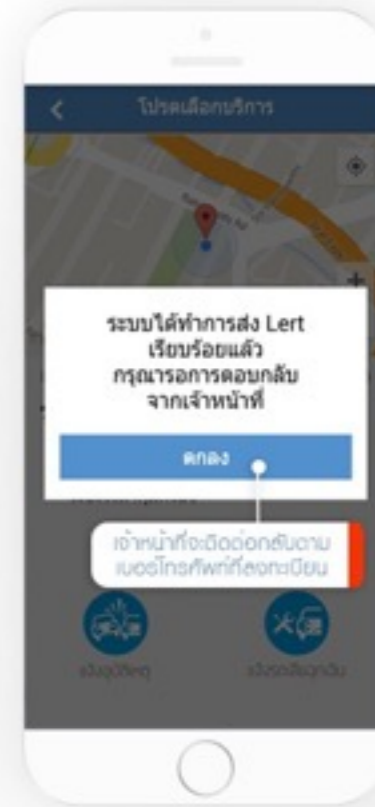 โปรดเลือกบริการ
ระบบได้ทำการส่ง Lert
เรียบร้อยแล้ว
กรุณารอการตอบกลับ
จากเจ้าหน้าที่
ตกลง
เจ้าหน้าที่จะติดต่อกลับตาม
เบอร์โทรศัพท์ที่ลงทะเบียน
แจ้งอุบัติเหตุ
แจ้งรถเสียฉุกเฉิน